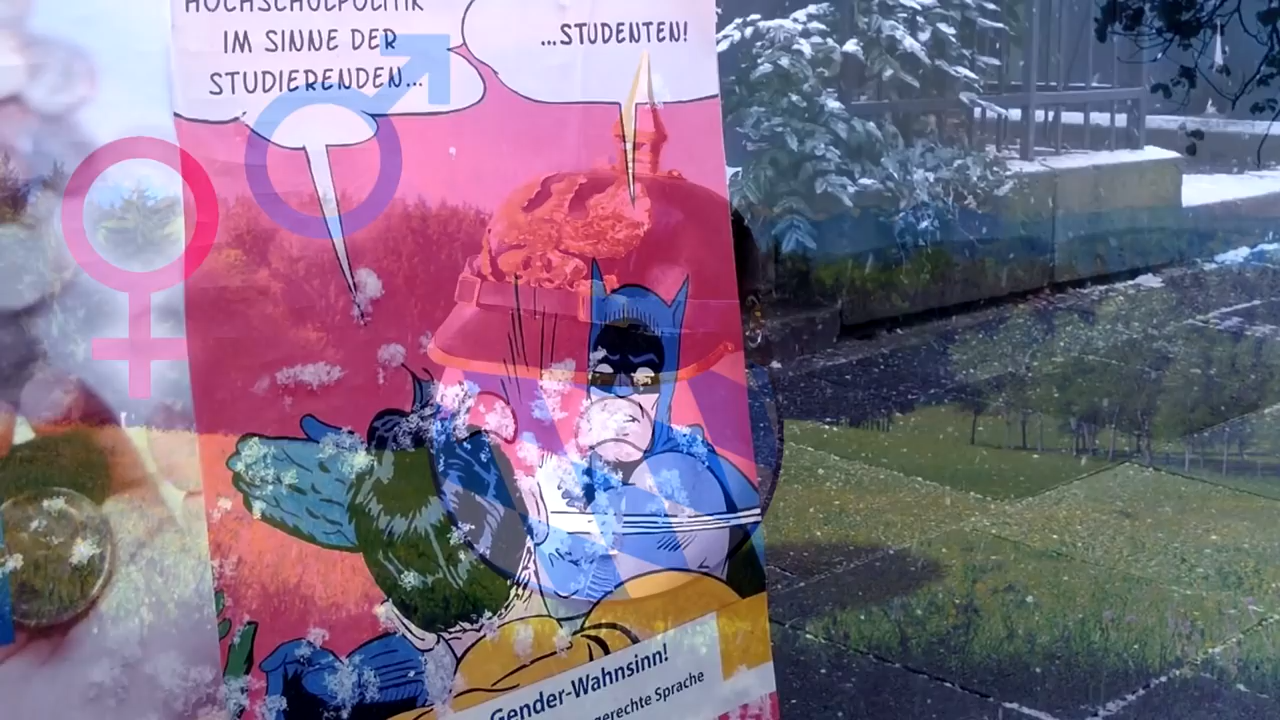 HOCHSCHULPOLITIK
IM SINNE DER
STUDIERENDEN...
...STUDENTEN!
Gender-Wahnsinn!
gerechte Sprache